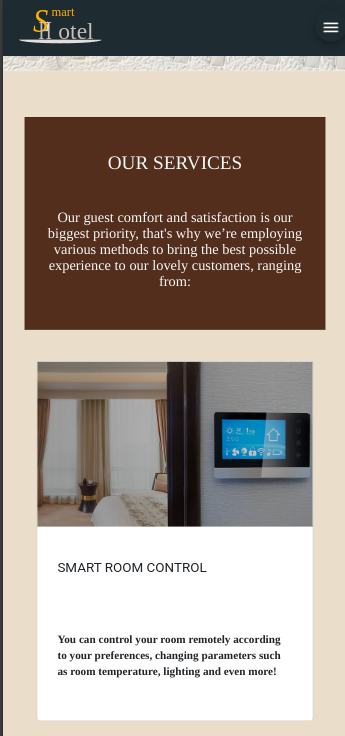 Smart
Hotel
OUR SERVICES
Our guest comfort and satisfaction is our
biggest priority, that's why we're employing
various methods to bring the best possible
experience to our lovely customers, ranging
from:
SMART ROOM CONTROL
You can control your room remotely according
to your preferences, changing parameters such
as room temperature, lighting and even more!